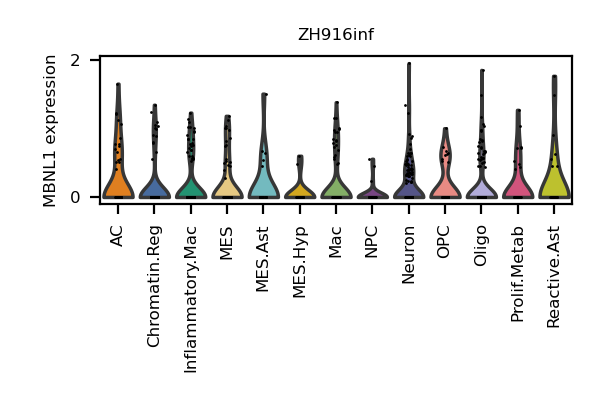 ZH916inf
MBNL1 expression
2
0
AC
Chromatin.Reg
Inflammatory.Mac
MES
MES.Ast
MES.Hyp
Mac
NPC
Neuron
OPC
Oligo
Prolif.Metab
Reactive.Ast